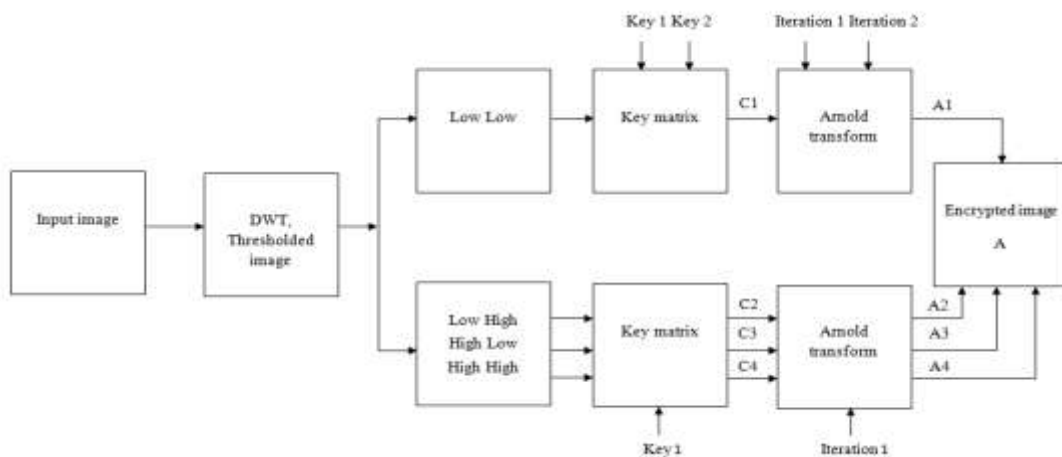 Key 1 Key 2
Iteration 1 Iteration 2
Low Low
Key matrix
C1
Arnold
transform
A1
Input image
DWT,
Thresholded
image
Encrypted image
A
Low High
High Low
High High
Key matrix
C2
C3
C4
Arnold
transform
A2
A3
A4
Key 1
Iteration 1